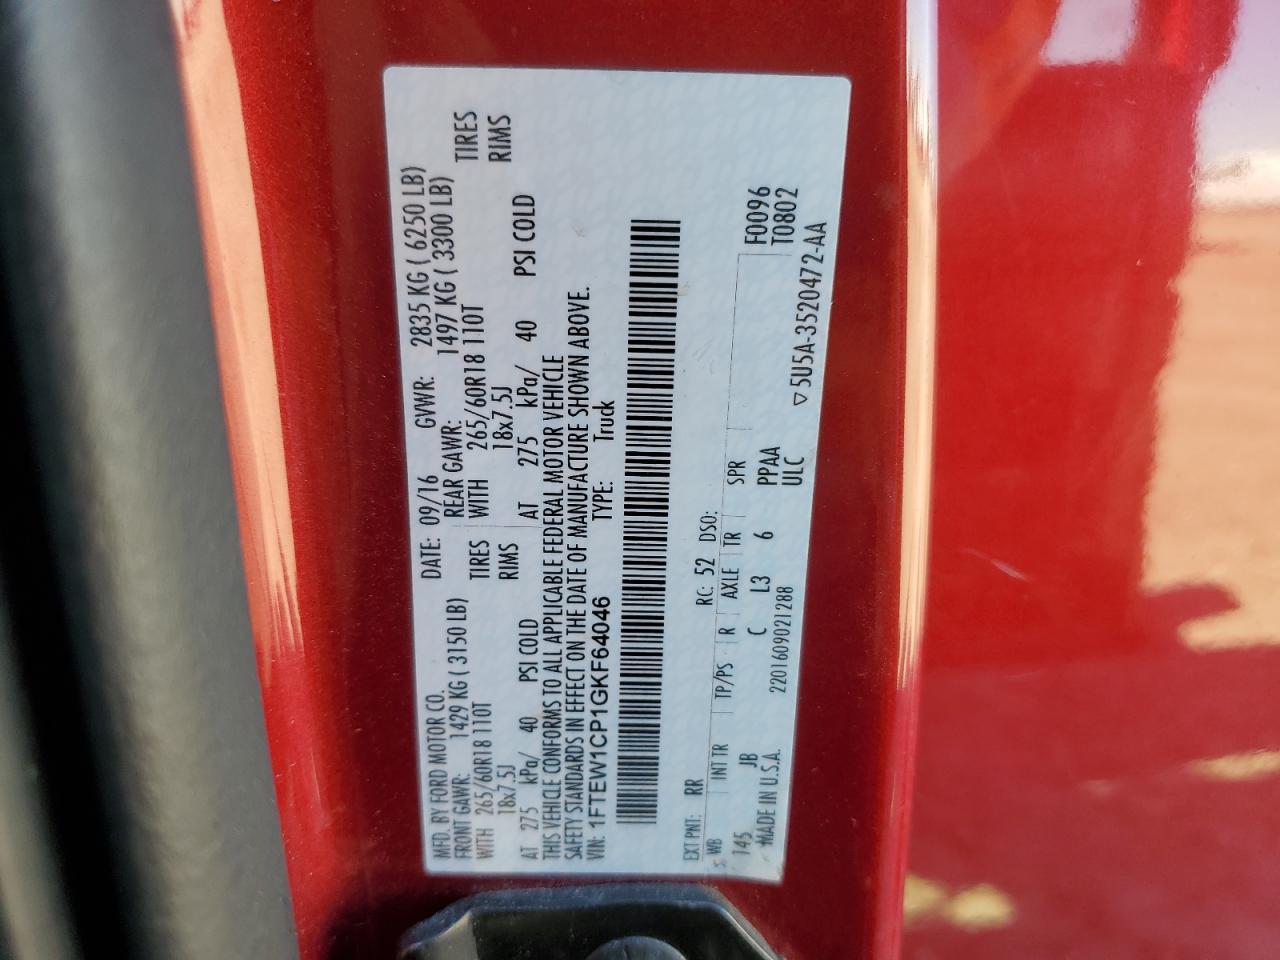 MFD. BY FORD MOTOR CO.
DATE: 09/16 GVWR: 2835 KG ( 6250 LB)
FRONT GAWR: 1429 KG ( 3150 LB) REAR GAWR: 1497 KG ( 3300 LB)
WITH 265/60R18 110T TIRES WITH 265/60R18 110T TIRES
18x7.5J RIMS 18x7.5J RIMS
AT 275 kPa/ 40 PSI COLD AT 275 kPa/ 40 PSI COLD
THIS VEHICLE CONFORMS TO ALL APPLICABLE FEDERAL MOTOR VEHICLE
SAFETY STANDARDS IN EFFECT ON THE DATE OF MANUFACTURE SHOWN ABOVE.
VIN: 1FTEW1CP1GKF64046 TYPE: Truck
EXT PNT: RR RC: 52 DSO:
WB INT TR TP/PS R AXLE TR SPR F0096
T0802
145 JB C L3 6 PPAA
MADE IN U.S.A. 2201609021288 ULC
▽5U5A-3520472-AA